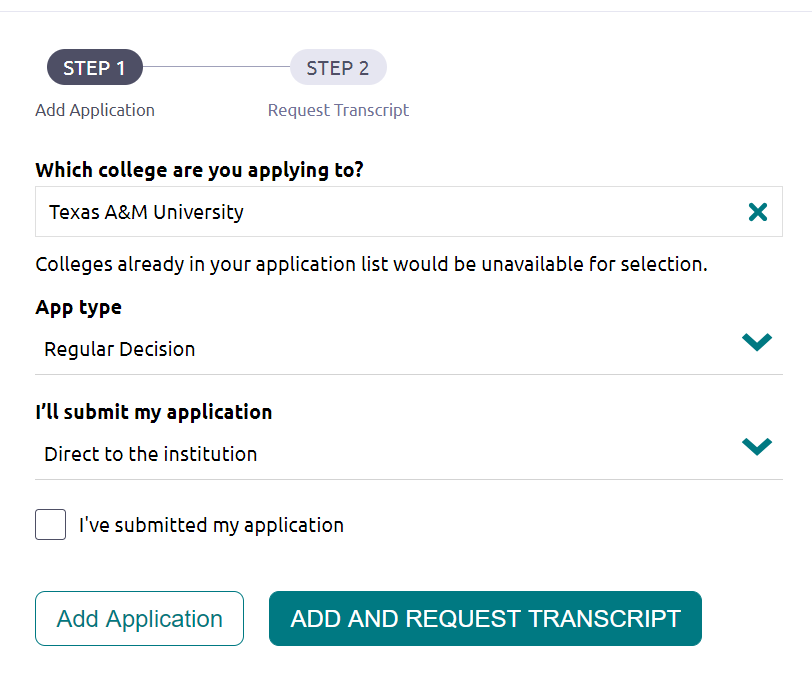 STEP 1 STEP 2
Add Application Request Transcript
Which college are you applying to?
Texas A&M University
Colleges already in your application list would be unavailable for selection.
App type
Regular Decision
I’ll submit my application
Direct to the institution
I've submitted my application
Add Application ADD AND REQUEST TRANSCRIPT